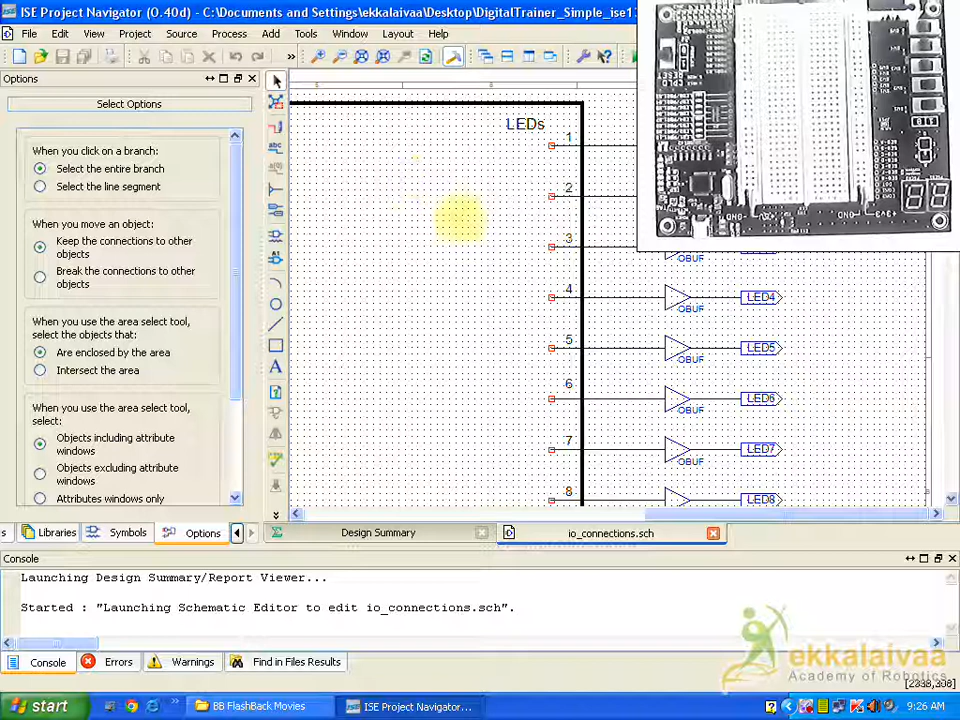 ISE Project Navigator (O.40d) - C:\Documents and Settings\ekkalaivaa\Desktop\DigitalTrainer_Simple_ise1
File Edit View Project Source Process Add Tools Window Layout Help
Options
Select Options
When you click on a branch:
Select the entire branch
Select the line segment
When you move an object:
Keep the connections to other
objects
Break the connections to other
objects
When you use the area select tool,
select the objects that:
Are enclosed by the area
Intersect the area
When you use the area select tool,
select:
Objects including attribute
windows
Objects excluding attribute
windows
Attributes windows only
LEDs
1
2
3
4
5
6
7
8
OBUF
LED4
OBUF
LED5
OBUF
LED6
OBUF
LED7
OBUF
LED8
s Libraries Symbols Options
Design Summary io_connections.sch
Console
Launching Design Summary/Report Viewer...
Started : "Launching Schematic Editor to edit io_connections.sch".
Console Errors Warnings Find in Files Results
ekkalaivaa
Academy of Robotics
[2338,308]
start BB FlashBack Movies ISE Project Navigator... 9:26 AM